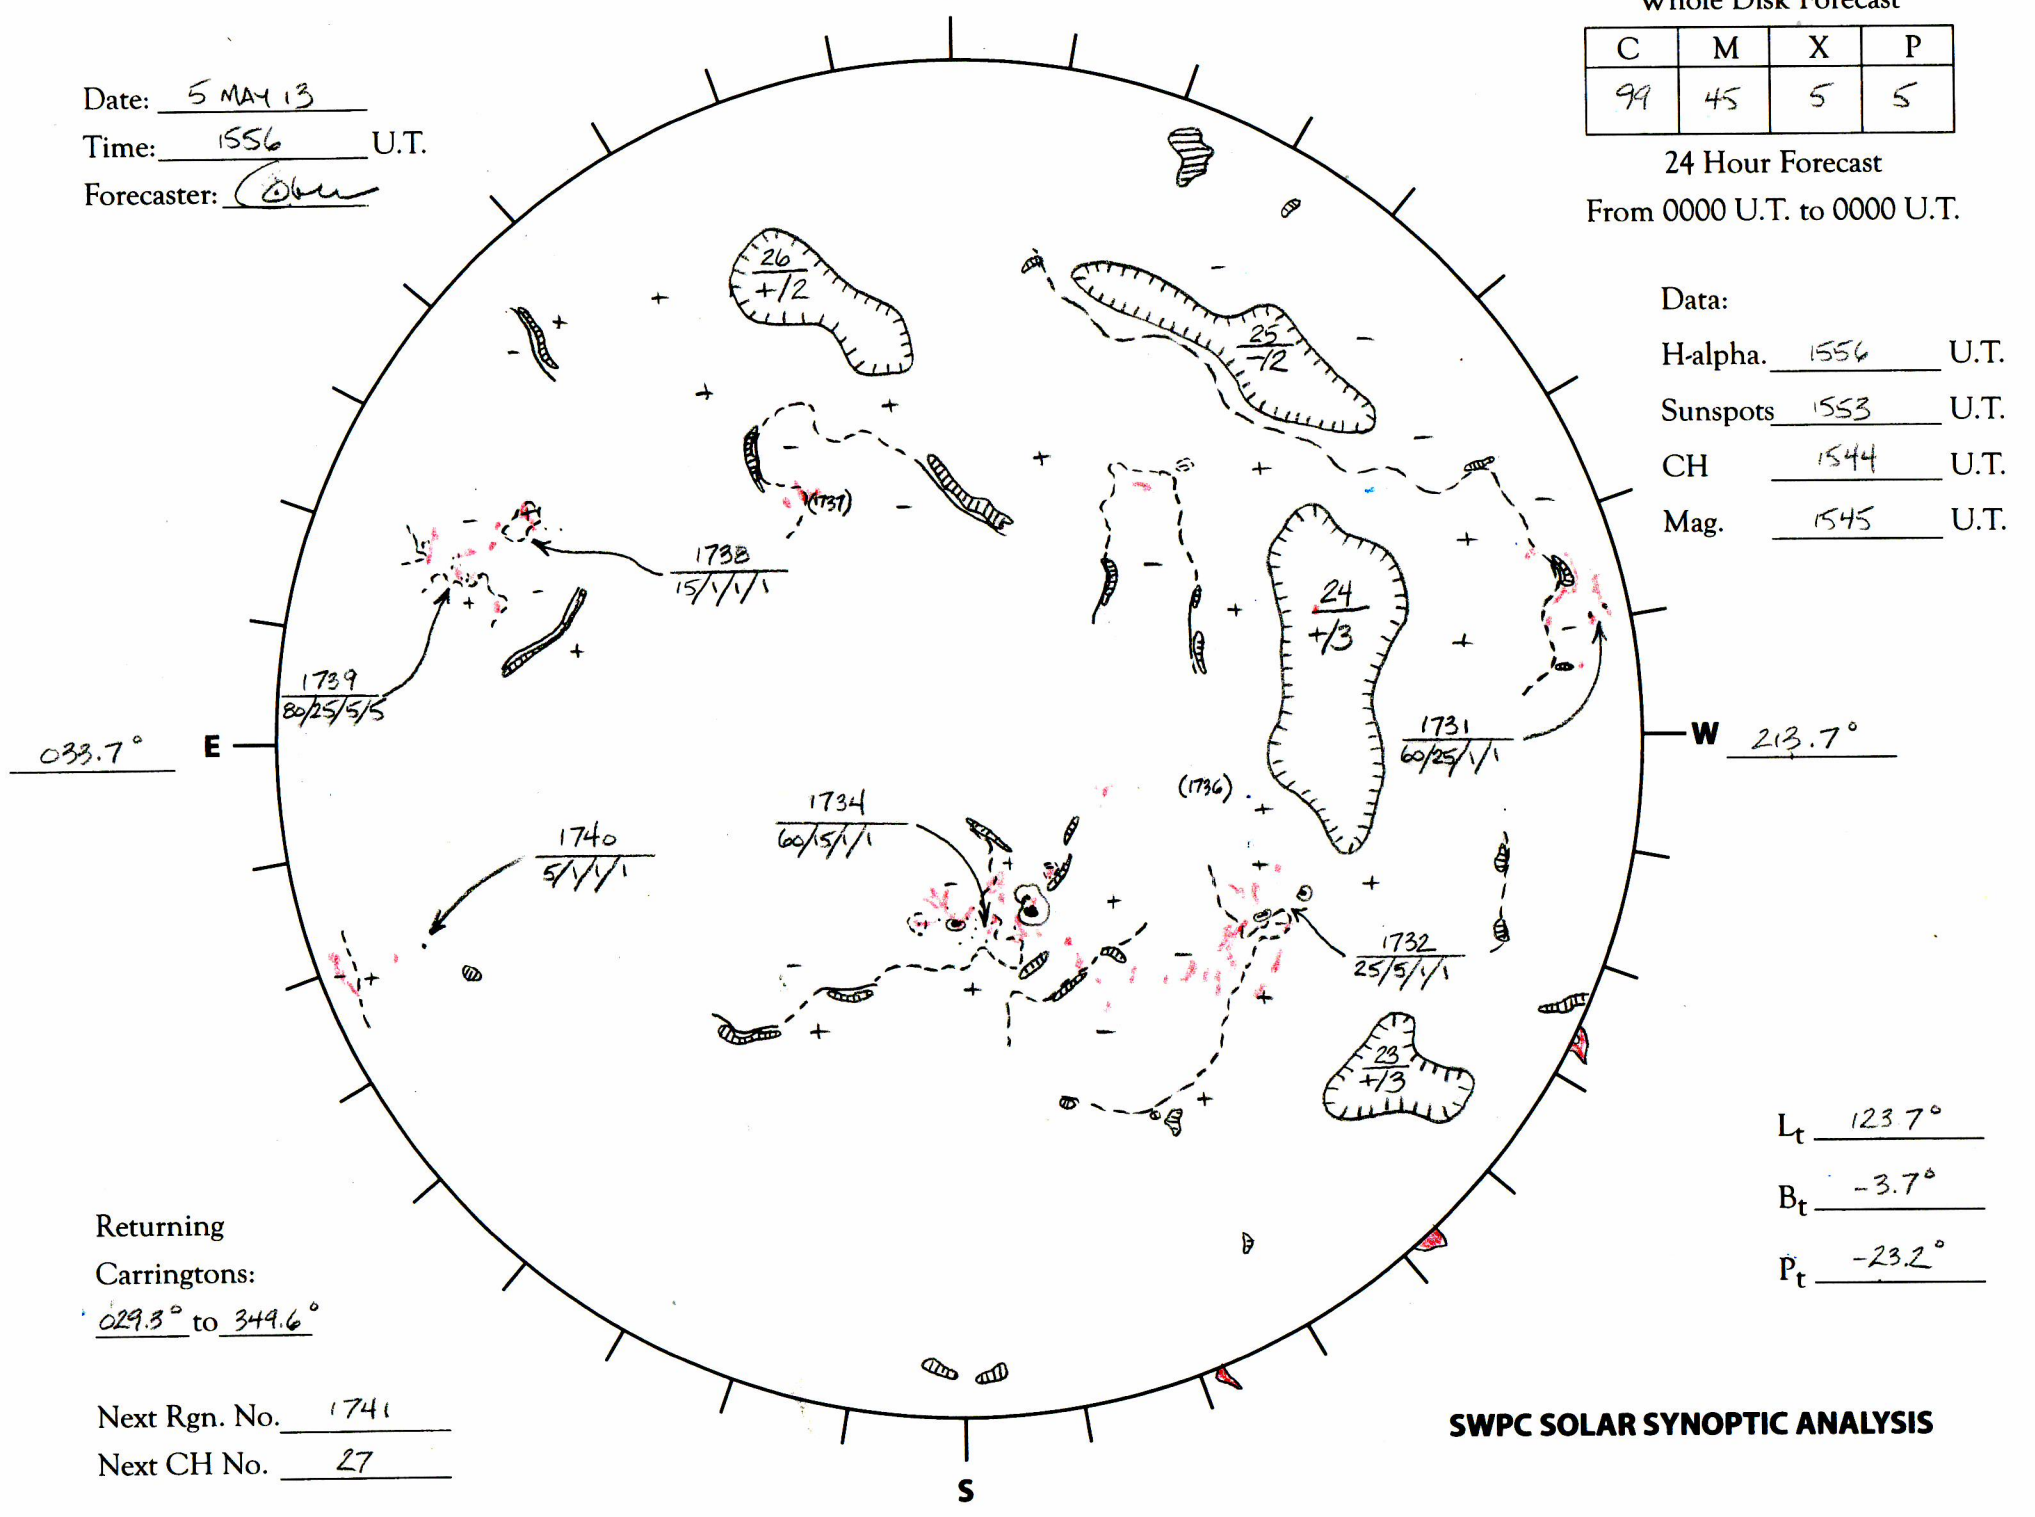 Whole Disk Forecast
C M X P
99 45 5 5
24 Hour Forecast
From 0000 U.T. to 0000 U.T.
Date: 5 MAY 13
Time: 1556 U.T.
Forecaster:
Data:
H-alpha. 1556 U.T.
Sunspots 1553 U.T.
CH 1544 U.T.
Mag. 1545 U.T.
26
+/2
25
-/2
(1737)
1738
15/1/1/1
24
+/3
1739
80/25/5/5
1731
60/25/1/1
033.7° E
W 213.7°
(1736)
1734
60/15/1/1
1740
5/1/1/1
1732
25/5/1/1
23
+/3
Lt 123.7°
Bt -3.7°
Pt -23.2°
Returning
Carringtons:
029.3° to 349.6°
Next Rgn. No. 1741
Next CH No. 27
SWPC SOLAR SYNOPTIC ANALYSIS
S